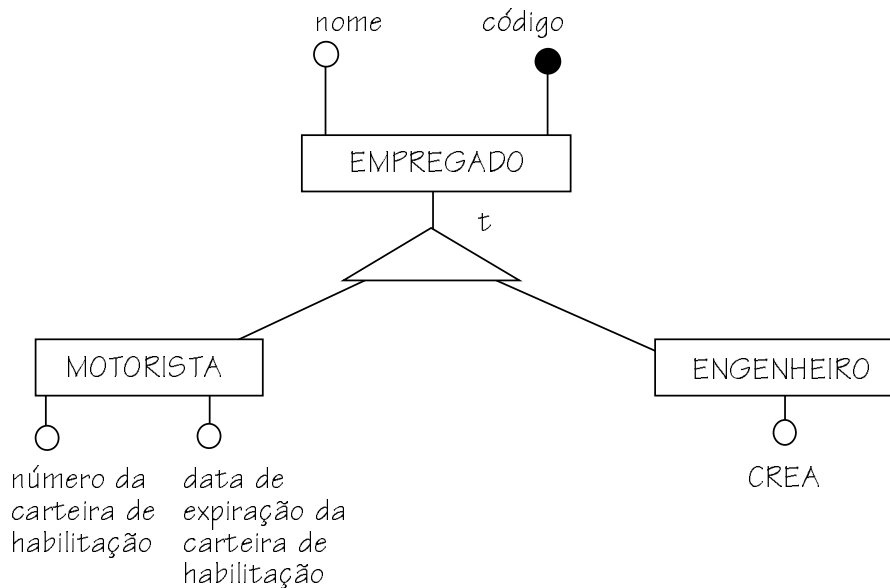 nome
código
EMPREGADO
t
MOTORISTA
ENGENHEIRO
número da
carteira de
habilitação
data de
expiração da
carteira de
habilitação
CREA